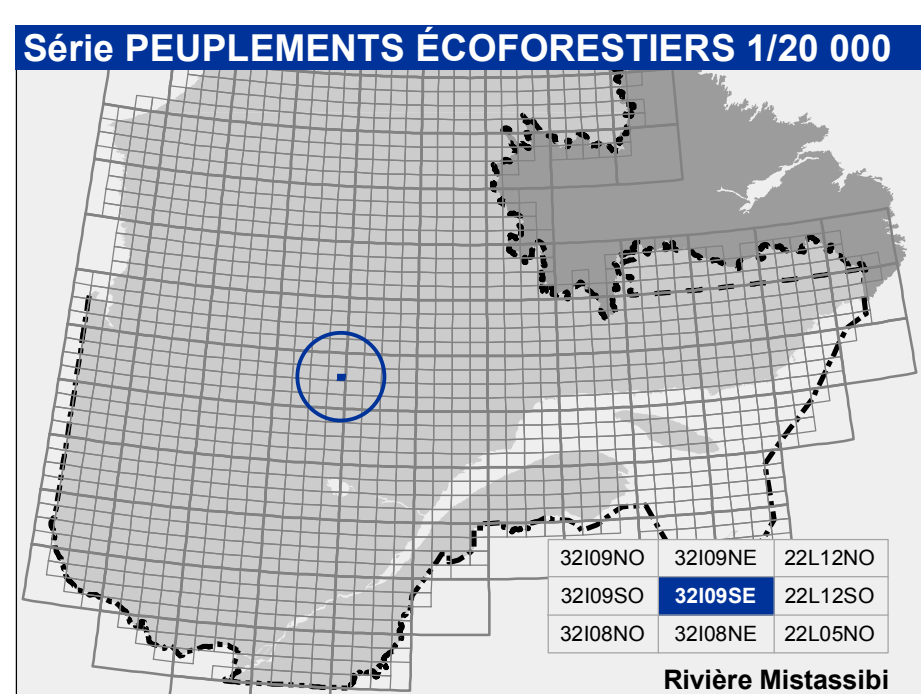 Série PEUPLEMENTS ÉCOFORESTIERS 1/20 000
32I09NO 32I09NE 22L12NO
32I09SO 32I09SE 22L12SO
32I08NO 32I08NE 22L05NO
Rivière Mistassibi